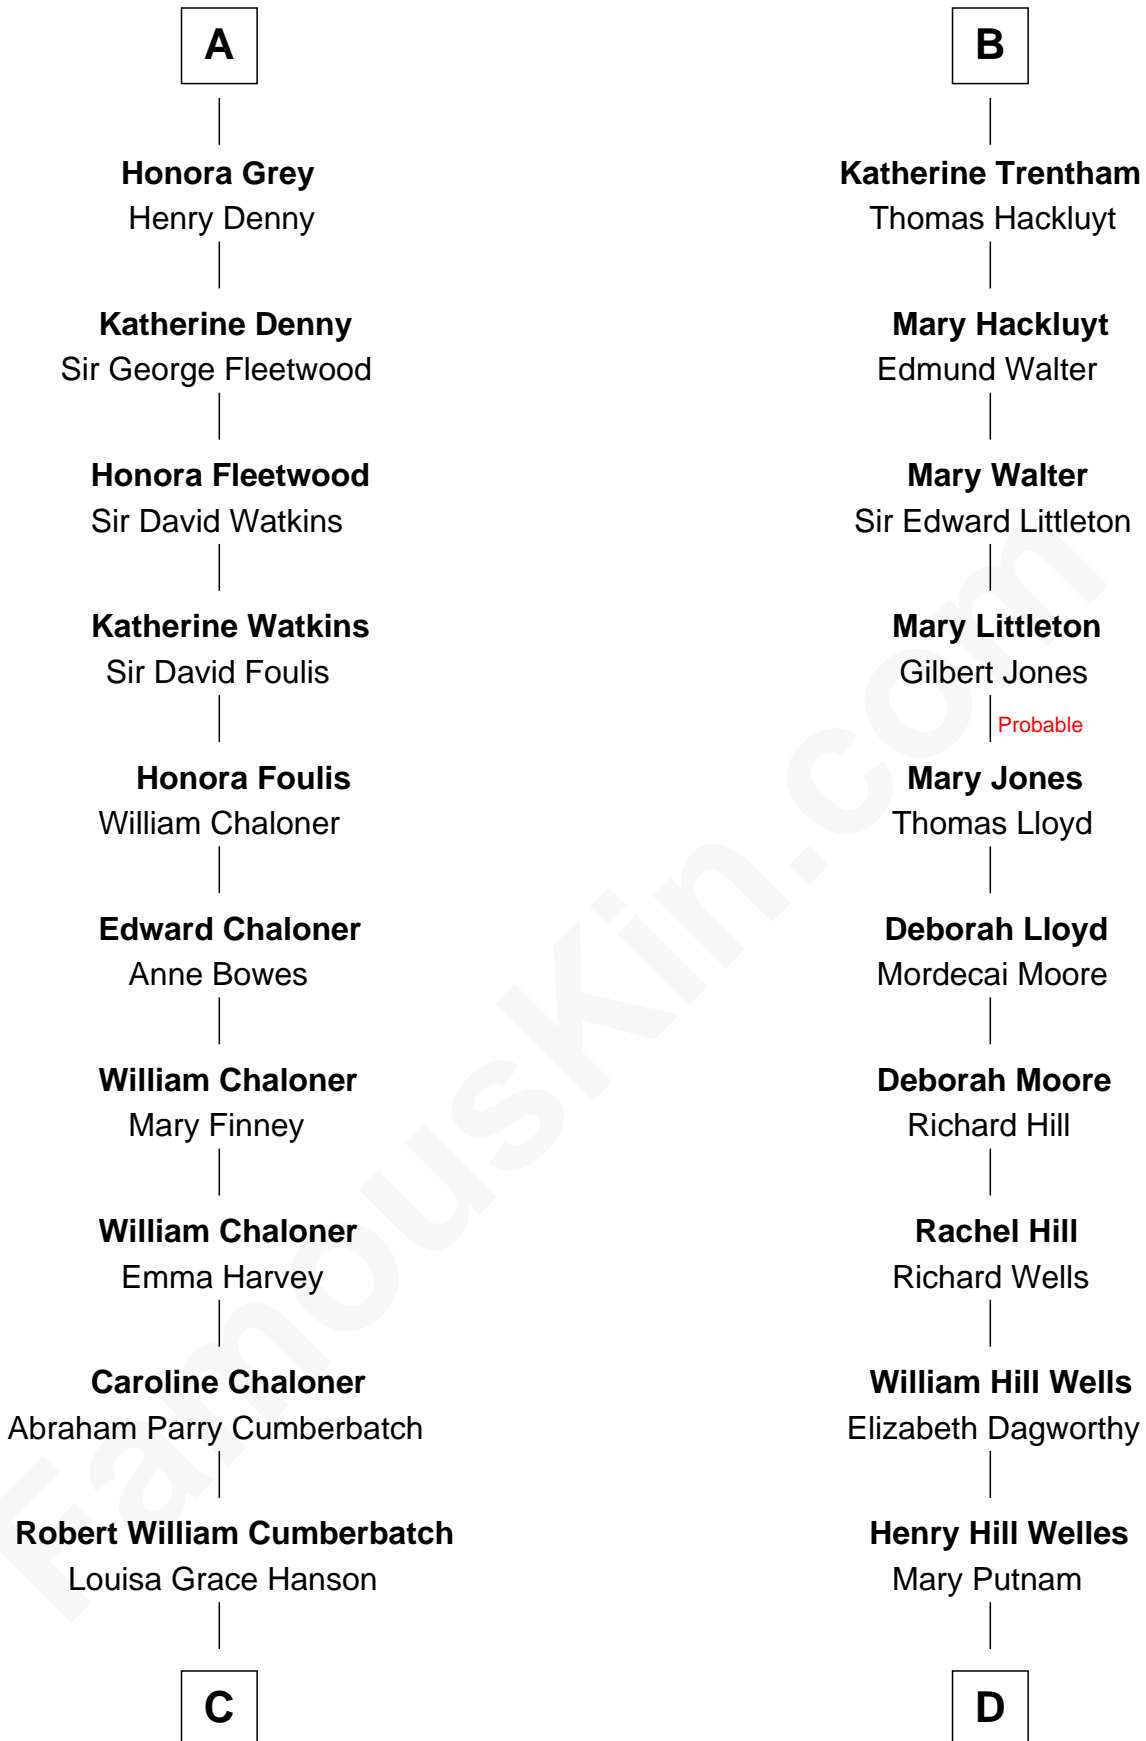 A
Honora Grey
Henry Denny
Katherine Denny
Sir George Fleetwood
Honora Fleetwood
Sir David Watkins
Katherine Watkins
Sir David Foulis
Honora Foulis
William Chaloner
Edward Chaloner
Anne Bowes
William Chaloner
Mary Finney
William Chaloner
Emma Harvey
Caroline Chaloner
Abraham Parry Cumberbatch
Robert William Cumberbatch
Louisa Grace Hanson
C
B
Katherine Trentham
Thomas Hackluyt
Mary Hackluyt
Edmund Walter
Mary Walter
Sir Edward Littleton
Mary Littleton
Gilbert Jones
Probable
Mary Jones
Thomas Lloyd
Deborah Lloyd
Mordecai Moore
Deborah Moore
Richard Hill
Rachel Hill
Richard Wells
William Hill Wells
Elizabeth Dagworthy
Henry Hill Welles
Mary Putnam
D
FamousKin.com